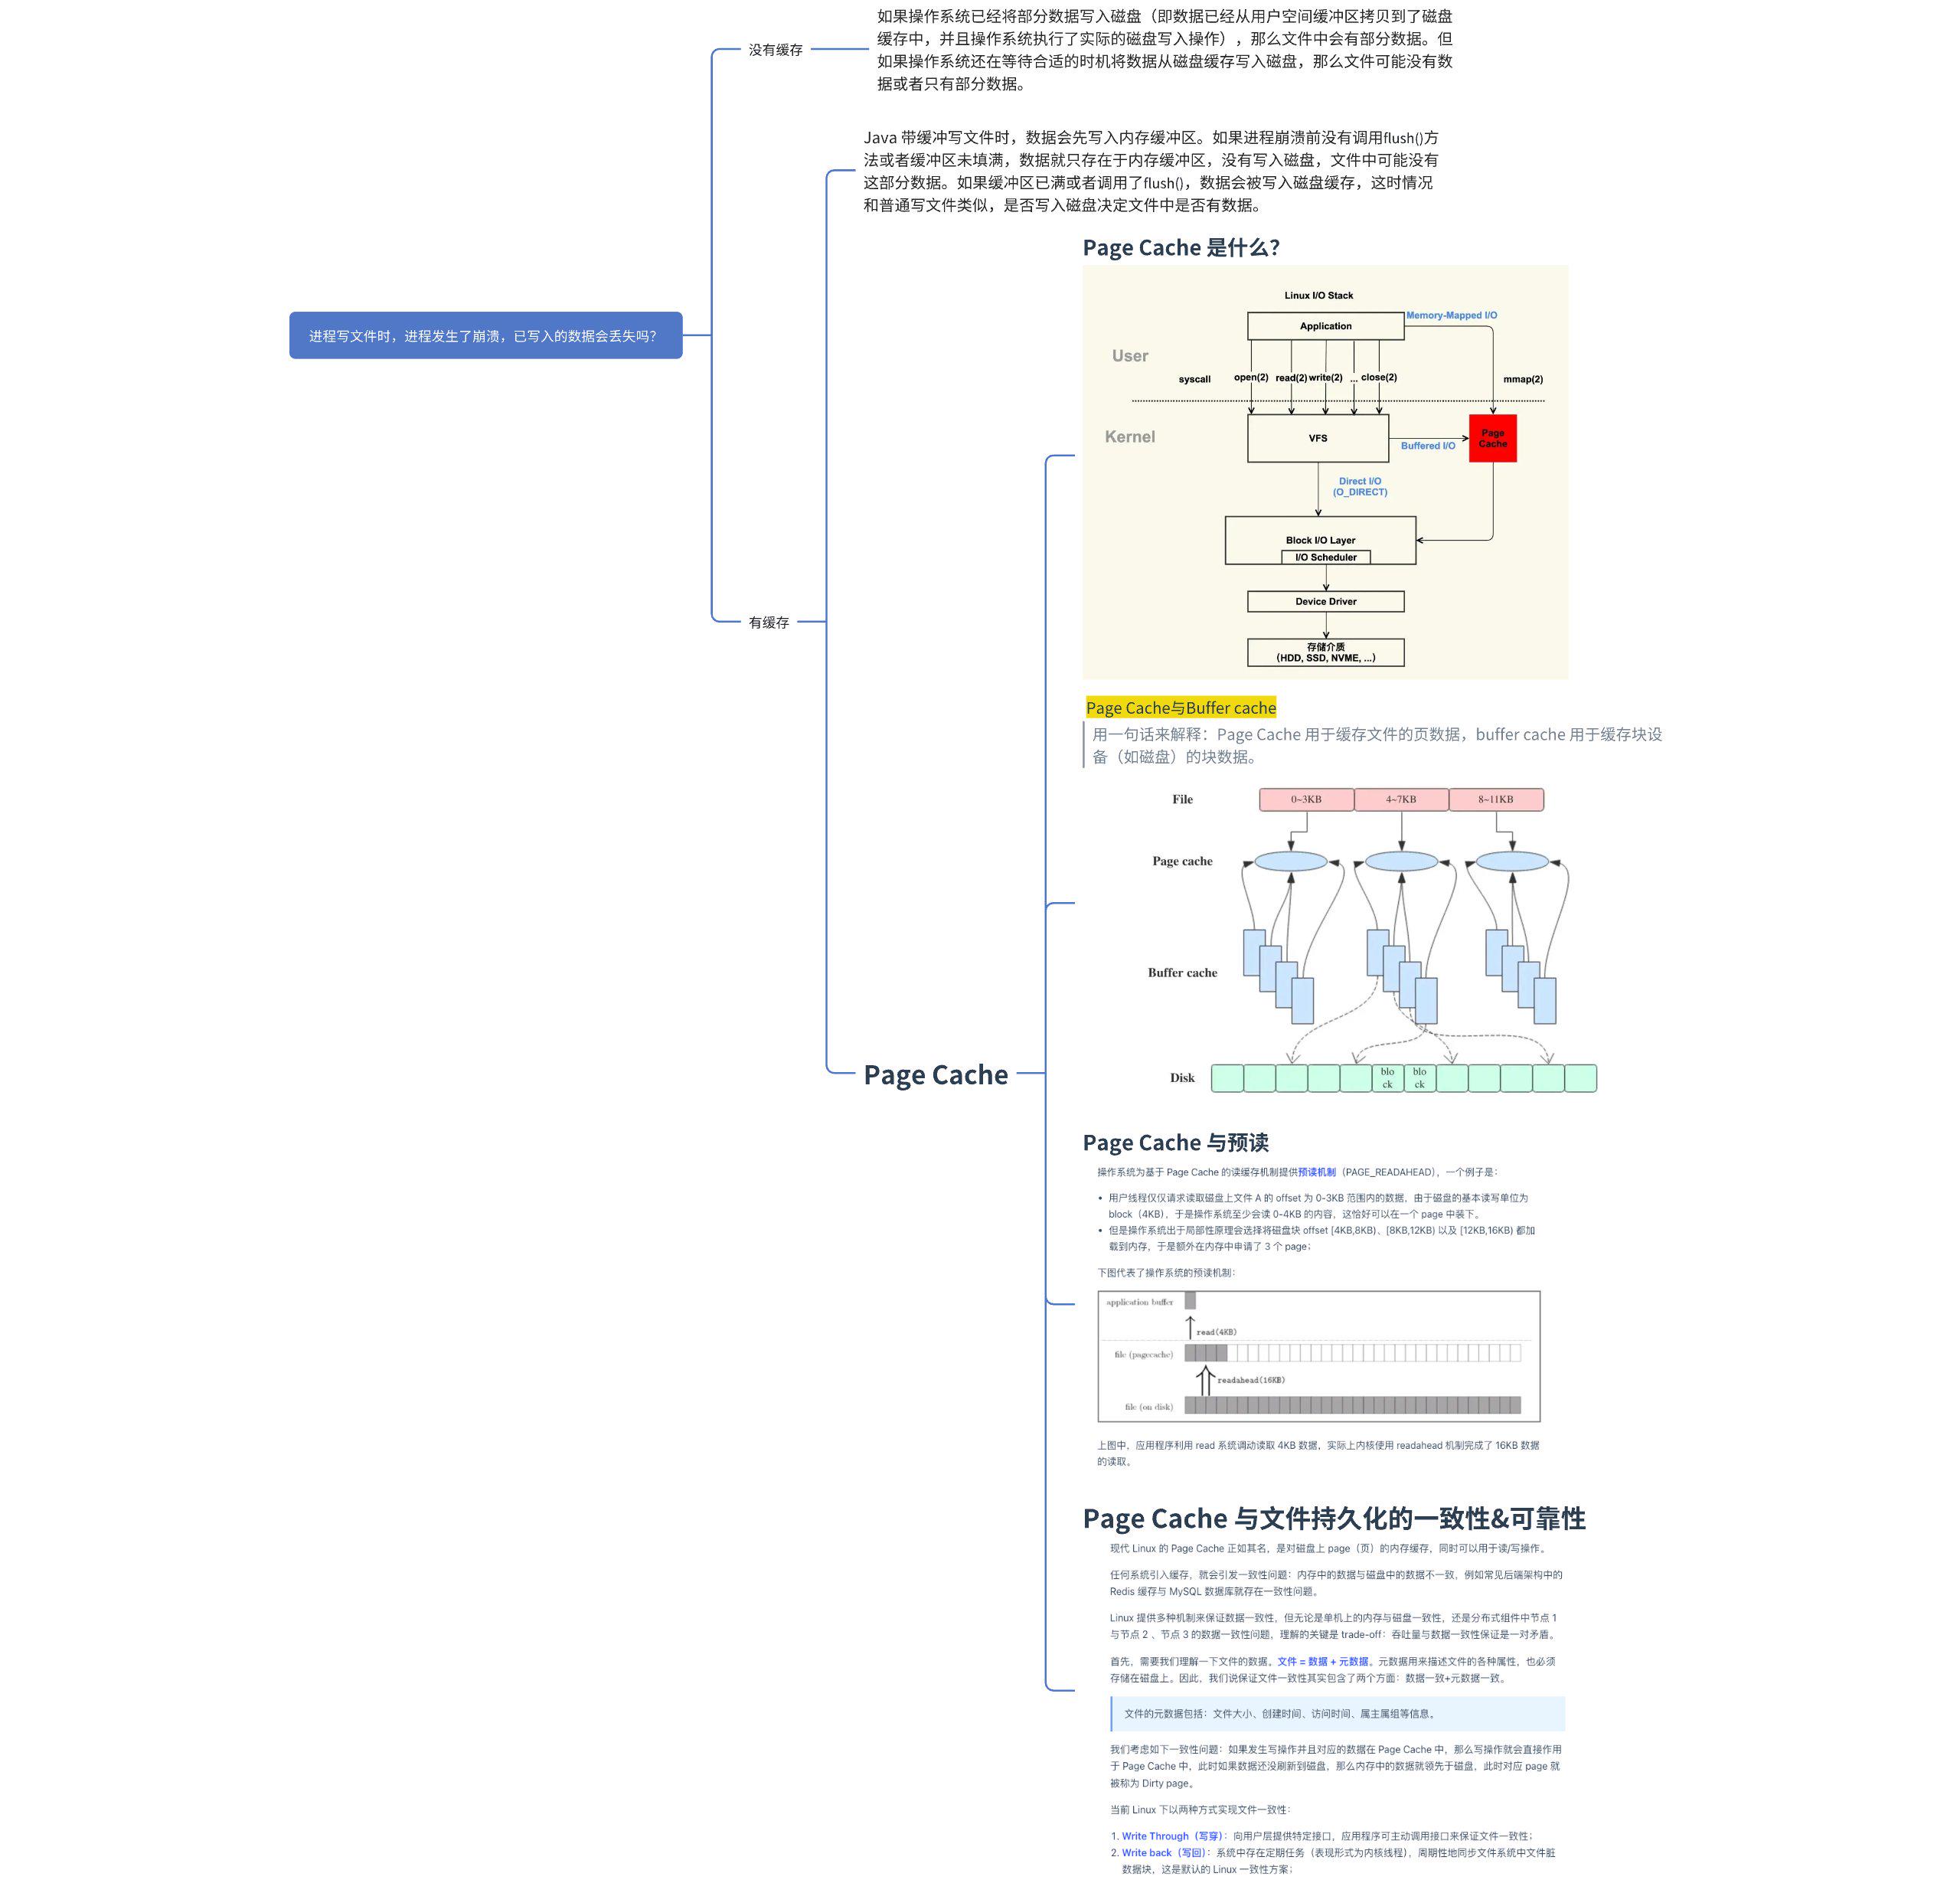 进程写文件时，进程发生了崩溃，已写入的数据会丢失吗？
没有缓存
如果操作系统已经将部分数据写入磁盘（即数据已经从用户空间缓冲区拷贝到了磁盘
缓存中，并且操作系统执行了实际的磁盘写入操作），那么文件中会有部分数据。但
如果操作系统还在等待合适的时机将数据从磁盘缓存写入磁盘，那么文件可能没有数
据或者只有部分数据。
有缓存
Java 带缓冲写文件时，数据会先写入内存缓冲区。如果进程崩溃前没有调用flush()方
法或者缓冲区未填满，数据就只存在于内存缓冲区，没有写入磁盘，文件中可能没有
这部分数据。如果缓冲区已满或者调用了flush()，数据会被写入磁盘缓存，这时情况
和普通写文件类似，是否写入磁盘决定文件中是否有数据。
Page Cache
Page Cache 是什么？
Linux I/O Stack
Application
Memory-Mapped I/O
User
syscall
open(2)
read(2)
write(2)
...
close(2)
mmap(2)
Kernel
VFS
Buffered I/O
Page
Cache
Direct I/O
(O_DIRECT)
Block I/O Layer
I/O Scheduler
Device Driver
存储介质
（HDD, SSD, NVME, ...）
Page Cache与Buffer cache
用一句话来解释：Page Cache 用于缓存文件的页数据，buffer cache 用于缓存块设
备（如磁盘）的块数据。
File
0~3KB
4~7KB
8~11KB
Page cache
Buffer cache
Disk
blo
ck
blo
ck
Page Cache 与预读
操作系统为基于 Page Cache 的读缓存机制提供预读机制（PAGE_READAHEAD），一个例子是：
• 用户线程仅仅请求读取磁盘上文件 A 的 offset 为 0-3KB 范围内的数据，由于磁盘的基本读写单位为
block（4KB），于是操作系统至少会读 0-4KB 的内容，这恰好可以在一个 page 中装下。
• 但是操作系统出于局部性原理会选择将磁盘块 offset [4KB,8KB)、[8KB,12KB) 以及 [12KB,16KB) 都加
载到内存，于是额外在内存中申请了 3 个 page；
下图代表了操作系统的预读机制：
application buffer
read(4KB)
file (pagecache)
readahead(16KB)
file (on disk)
上图中，应用程序利用 read 系统调动读取 4KB 数据，实际上内核使用 readahead 机制完成了 16KB 数据
的读取。
Page Cache 与文件持久化的一致性&可靠性
现代 Linux 的 Page Cache 正如其名，是对磁盘上 page（页）的内存缓存，同时可以用于读/写操作。
任何系统引入缓存，就会引发一致性问题：内存中的数据与磁盘中的数据不一致，例如常见后端架构中的
Redis 缓存与 MySQL 数据库就存在一致性问题。
Linux 提供多种机制来保证数据一致性，但无论是单机上的内存与磁盘一致性，还是分布式组件中节点 1
与节点 2 、节点 3 的数据一致性问题，理解的关键是 trade-off：吞吐量与数据一致性保证是一对矛盾。
首先，需要我们理解一下文件的数据。文件 = 数据 + 元数据。元数据用来描述文件的各种属性，也必须
存储在磁盘上。因此，我们说保证文件一致性其实包含了两个方面：数据一致+元数据一致。
文件的元数据包括：文件大小、创建时间、访问时间、属主属组等信息。
我们考虑如下一致性问题：如果发生写操作并且对应的数据在 Page Cache 中，那么写操作就会直接作用
于 Page Cache 中，此时如果数据还没刷新到磁盘，那么内存中的数据就领先于磁盘，此时对应 page 就
被称为 Dirty page。
当前 Linux 下以两种方式实现文件一致性：
1. Write Through（写穿）：向用户层提供特定接口，应用程序可主动调用接口来保证文件一致性；
2. Write back（写回）：系统中存在定期任务（表现形式为内核线程），周期性地同步文件系统中文件脏
数据块，这是默认的 Linux 一致性方案；